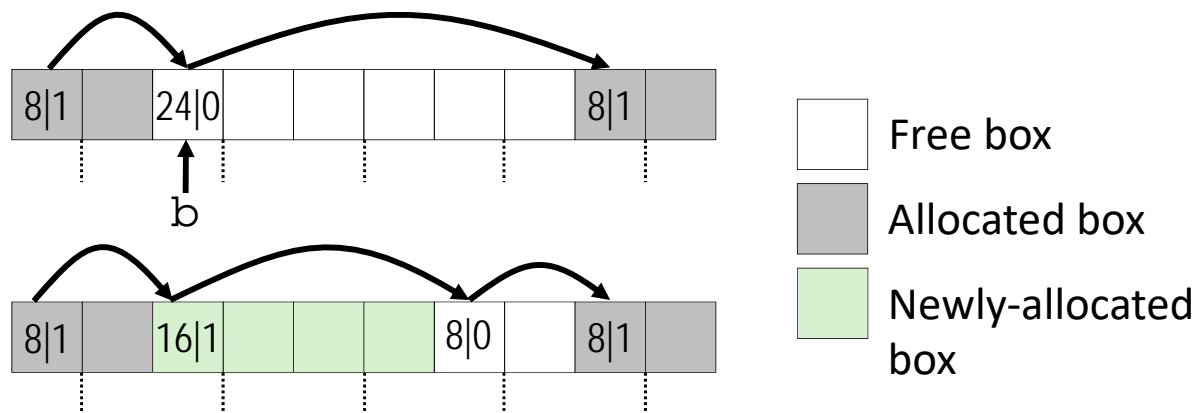 8|1 24|0 8|1
b
8|1 16|1 8|0 8|1
Free box
Allocated box
Newly-allocated
box